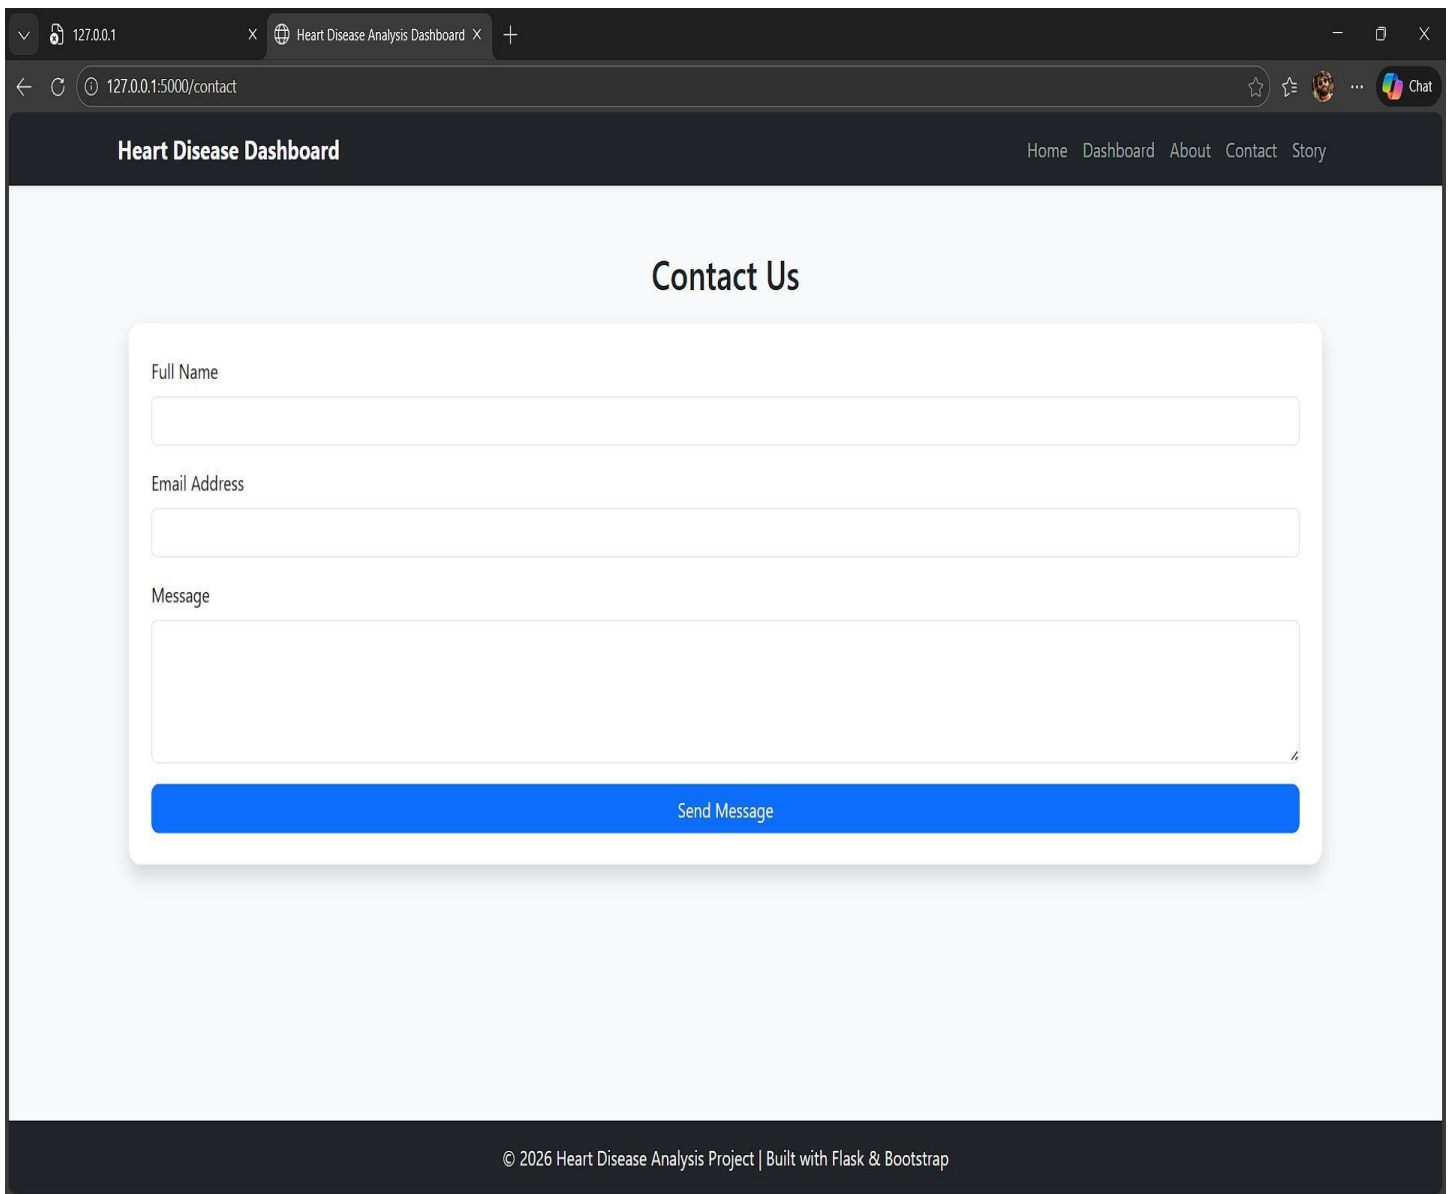 127.0.0.1
Heart Disease Analysis Dashboard
127.0.0.1:5000/contact
Chat
Heart Disease Dashboard
Home Dashboard About Contact Story
Contact Us
Full Name
Email Address
Message
Send Message
© 2026 Heart Disease Analysis Project | Built with Flask & Bootstrap